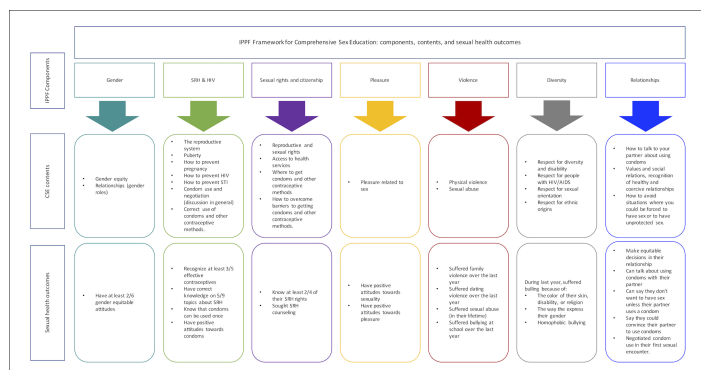 IPPF Framework for Comprehensive Sex Education: components, contents, and sexual health outcomes
IPPF Components
Gender
SRH & HIV
Sexual rights and citizenship
Pleasure
Violence
Diversity
Relationships
CSE contents
• Gender equity
• Relationships (gender
roles)
• The reproductive
system
• Puberty
• How to prevent
pregnancy
• How to prevent HIV
• How to prevent STI
• Condom use and
negotiation
(discussion in general)
• Correct use of
condoms and other
contraceptive
methods.
• Reproductive and
sexual rights
• Access to health
services
• Where to get
condoms and other
contraceptive
methods
• How to overcome
barriers to getting
condoms and other
contraceptive
methods.
• Pleasure related to
sex
• Physical violence
• Sexual abuse
• Respect for diversity
and disability
• Respect for people
with HIV/AIDS
• Respect for sexual
orientation
• Respect for ethnic
origins
• How to talk to your
partner about using
condoms
• Values and social
relations, recognition
of healthy and
coercive relationships
• How to avoid
situations where you
could be forced to
have sex or to have
unprotected sex.
Sexual health outcomes
• Have at least 2/6
gender equitable
attitudes
• Recognize at least 3/5
effective
contraceptives
• Have correct
knowledge on 5/9
topics about SRH
• Know that condoms
can be used once
• Have positive
attitudes towards
condoms
• Know at least 2/4 of
their SRH rights
• Sought SRH
counseling
• Have positive
attitudes towards
sexuality
• Have positive
attitudes towards
pleasure
• Suffered family
violence over the last
year
• Suffered dating
violence over the last
year
• Suffered sexual abuse
(in their lifetime)
• Suffered bullying at
school over the last
year
During last year, suffered
bulling because of:
• The color of their skin,
disability, or religion
• The way the express
their gender
• Homophobic bullying
• Make equitable
decisions in their
relationship
• Can talk about using
condoms with their
partner
• Can say they don't
want to have sex
unless their partner
uses a condom
• Say they could
convince their partner
to use condoms
• Negotiated condom
use in their first sexual
encounter.